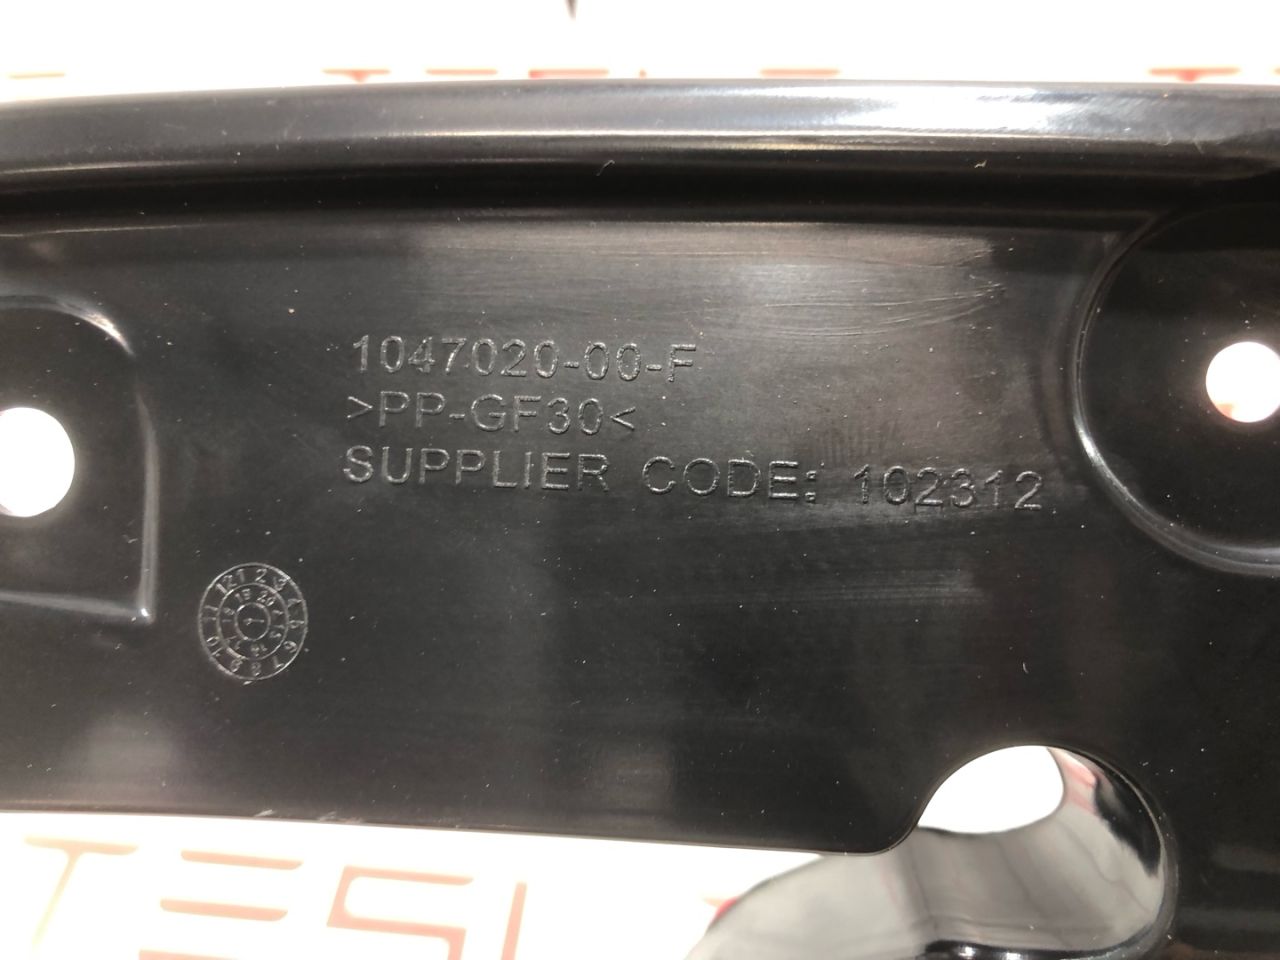 1047020-00-F
>PP-GF30<
SUPPLIER CODE: 102312